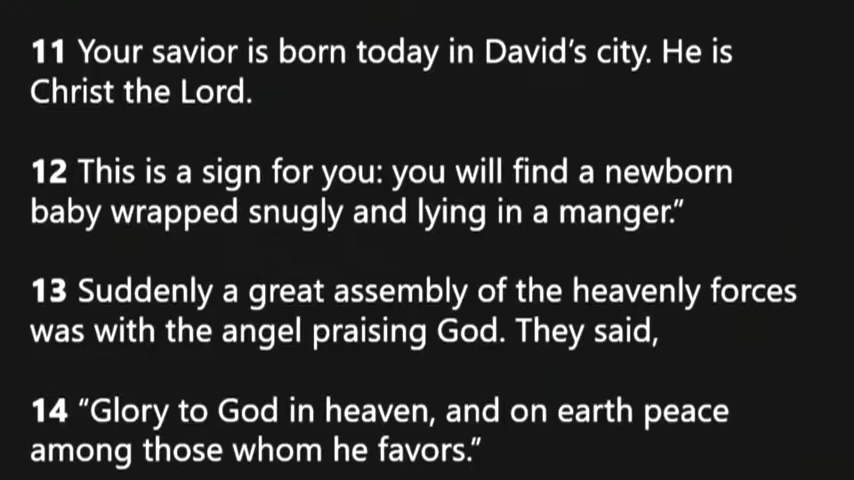 11 Your savior is born today in David’s city. He is
Christ the Lord.
12 This is a sign for you: you will find a newborn
baby wrapped snugly and lying in a manger.”
13 Suddenly a great assembly of the heavenly forces
was with the angel praising God. They said,
14 “Glory to God in heaven, and on earth peace
among those whom he favors.”